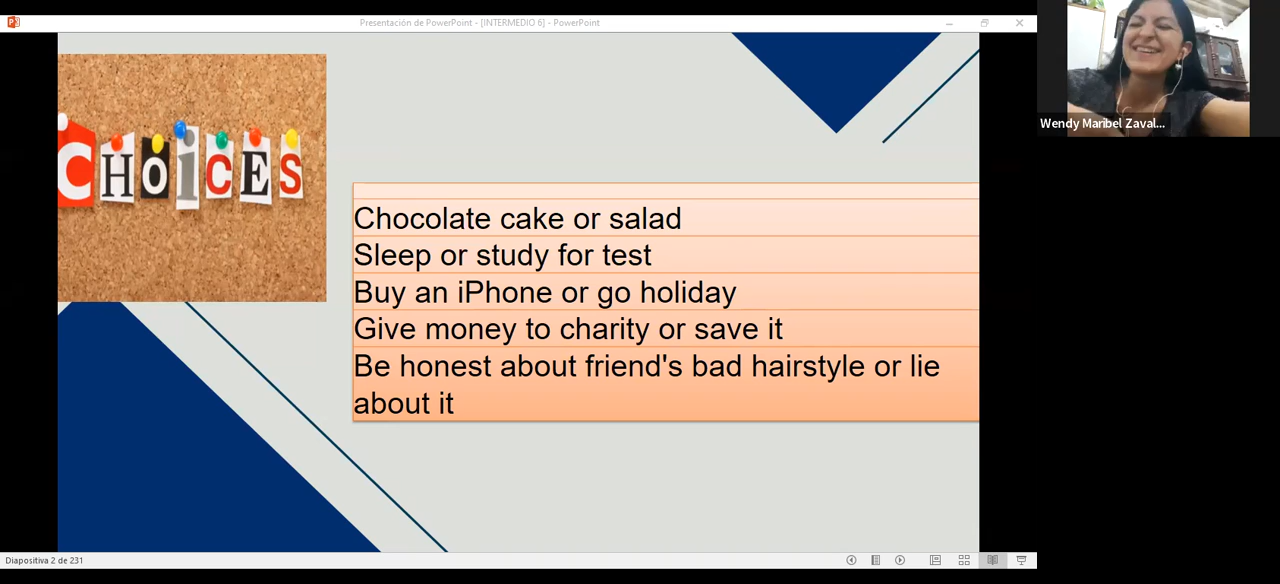 Presentación de PowerPoint - [INTERMEDIO 6] - PowerPoint
Wendy Maribel Zaval...
CHOiCES
Chocolate cake or salad
Sleep or study for test
Buy an iPhone or go holiday
Give money to charity or save it
Be honest about friend's bad hairstyle or lie
about it
Diapositiva 2 de 231